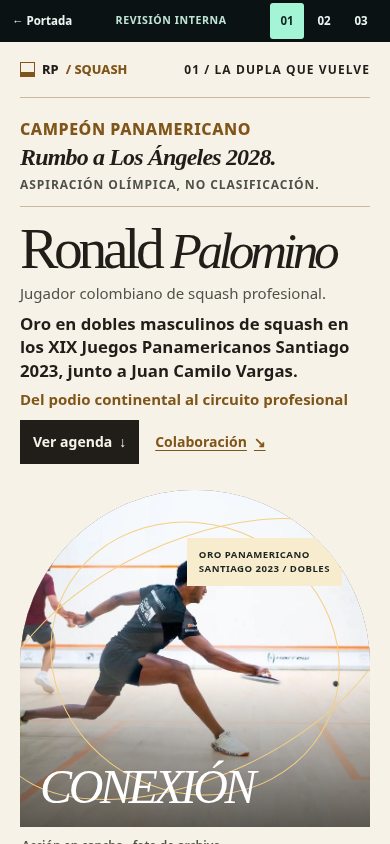 ← Portada
REVISIÓN INTERNA
01 02 03
RP / SQUASH
01 / LA DUPLA QUE VUELVE
CAMPEÓN PANAMERICANO
Rumbo a Los Ángeles 2028.
ASPIRACIÓN OLÍMPICA, NO CLASIFICACIÓN.
Ronald Palomino
Jugador colombiano de squash profesional.
Oro en dobles masculinos de squash en
los XIX Juegos Panamericanos Santiago
2023, junto a Juan Camilo Vargas.
Del podio continental al circuito profesional
Ver agenda ↓
Colaboración ↘
ORO PANAMERICANO
SANTIAGO 2023 / DOBLES
harrow
CONEXIÓN